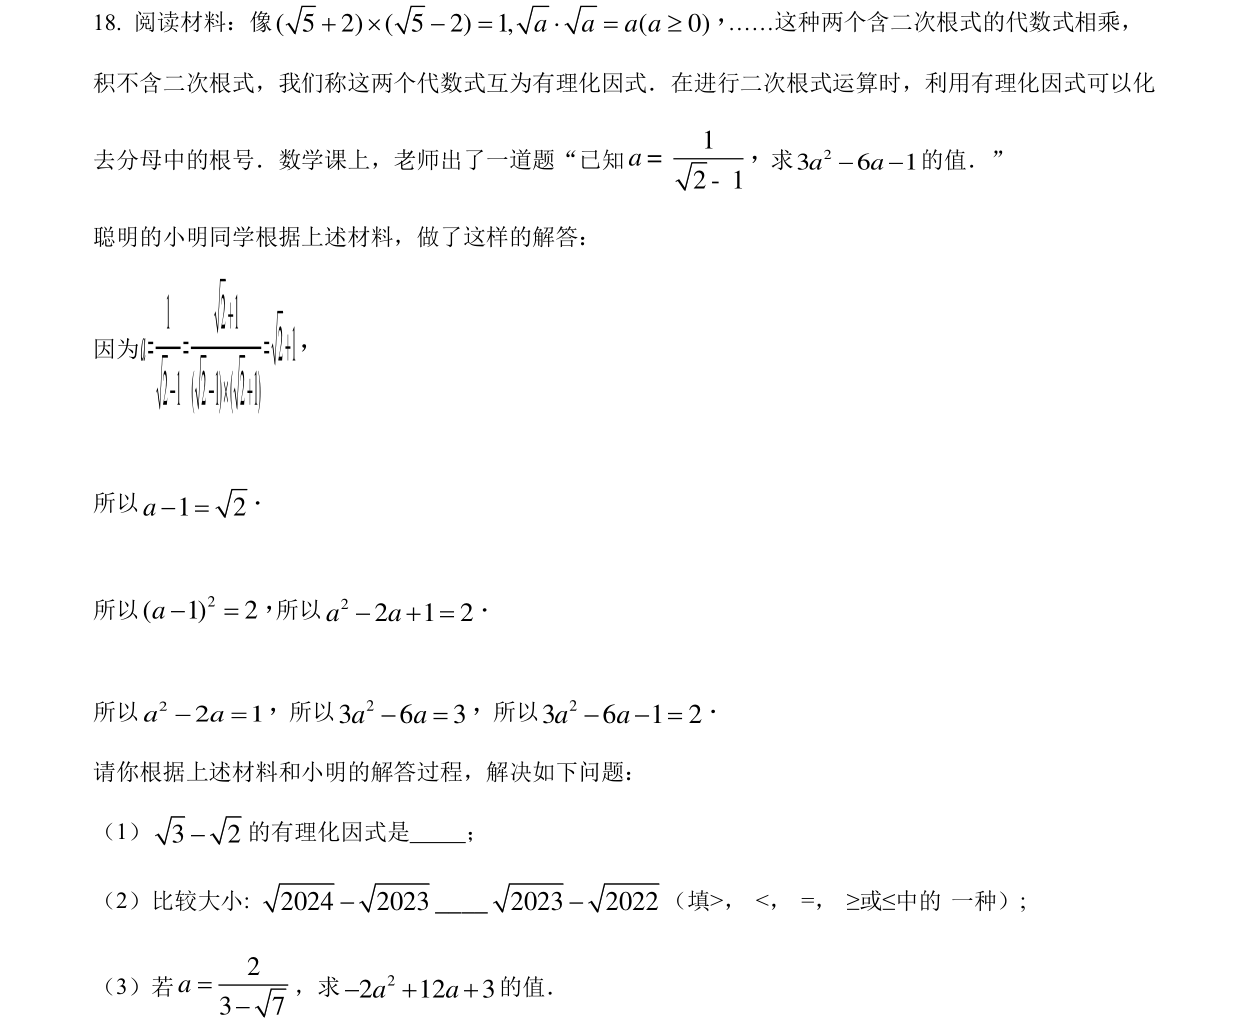 18. 阅读材料：像(√5+2)×(√5−2)=1,√a·√a=a(a≥0)，……这种两个含二次根式的代数式相乘，
积不含二次根式，我们称这两个代数式互为有理化因式．在进行二次根式运算时，利用有理化因式可以化
去分母中的根号．数学课上，老师出了一道题“已知a=1/(√2-1)，求3a²−6a−1的值．”
聪明的小明同学根据上述材料，做了这样的解答：
因为a=1/(√2−1)=(√2+1)/((√2−1)×(√2+1))=√2+1，
所以a−1=√2．
所以(a−1)²=2，所以a²−2a+1=2．
所以a²−2a=1，所以3a²−6a=3，所以3a²−6a−1=2．
请你根据上述材料和小明的解答过程，解决如下问题：
（1）√3−√2的有理化因式是_____；
（2）比较大小：√2024−√2023____√2023−√2022（填>， <， =， ≥或≤中的 一种）;
（3）若a=2/(3−√7)，求−2a²+12a+3的值．